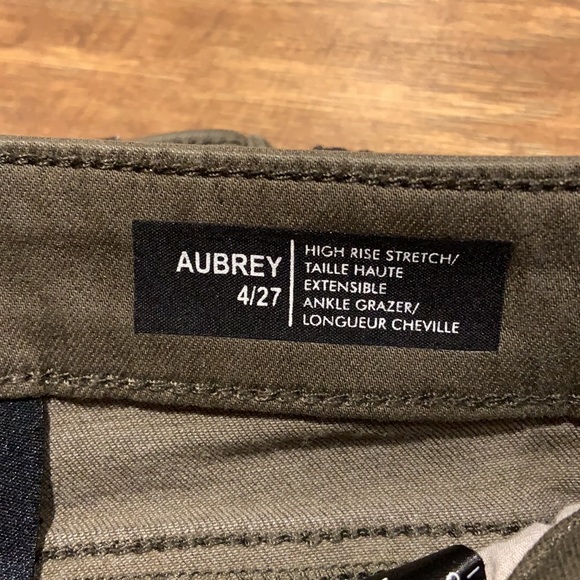 AUBREY
4/27
HIGH RISE STRETCH/
TAILLE HAUTE
EXTENSIBLE
ANKLE GRAZER/
LONGUEUR CHEVILLE